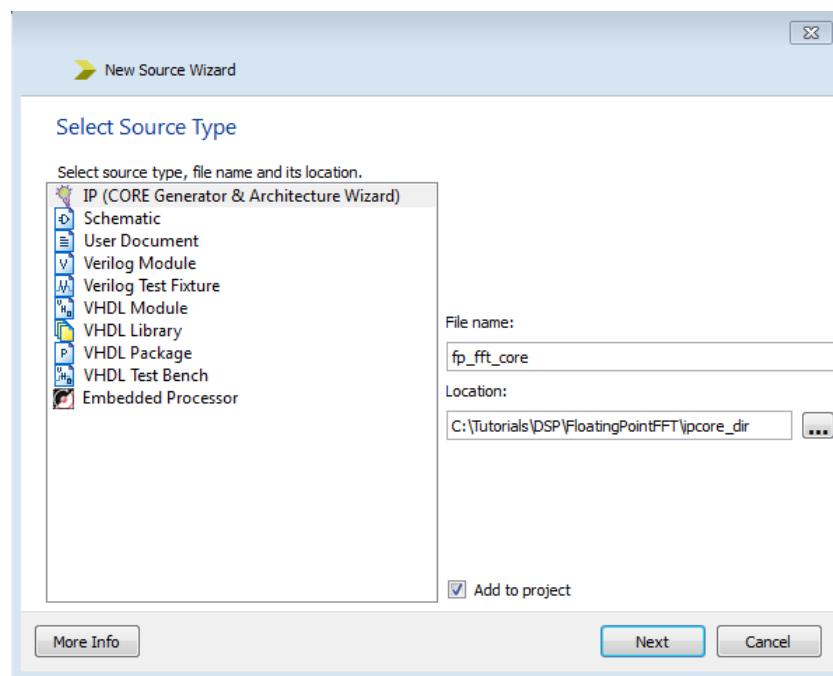 New Source Wizard
Select Source Type
Select source type, file name and its location.
IP (CORE Generator & Architecture Wizard)
Schematic
User Document
Verilog Module
Verilog Test Fixture
VHDL Module
VHDL Library
VHDL Package
VHDL Test Bench
Embedded Processor
File name:
fp_fft_core
Location:
C:\Tutorials\DSP\FloatingPointFFT\ipcore_dir
...
Add to project
More Info
Next
Cancel